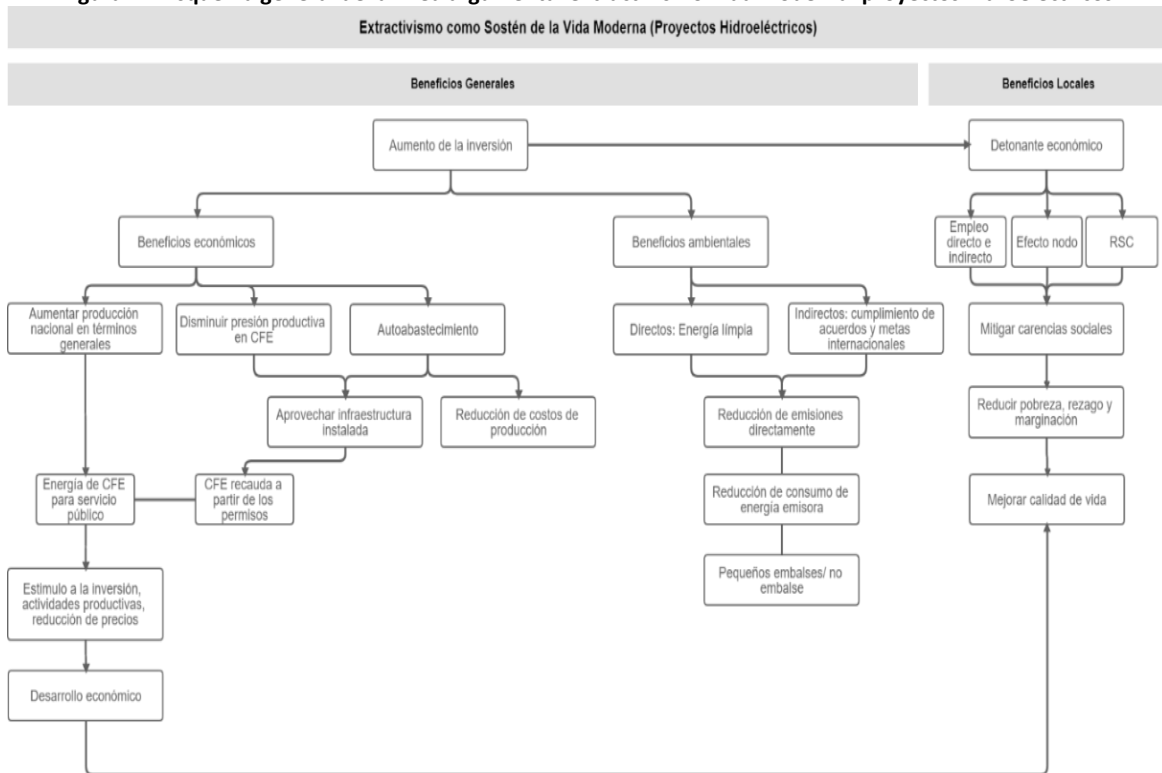 Extractivismo como Sostén de la Vida Moderna (Proyectos Hidroeléctricos)
Beneficios Generales
Beneficios Locales
Aumento de la inversión
Detonante económico
Beneficios económicos
Beneficios ambientales
Empleo
directo e
indirecto
Efecto nodo
RSC
Aumentar producción
nacional en términos
generales
Disminuir presión productiva
en CFE
Autoabastecimiento
Directos: Energía límpia
Indirectos: cumplimiento de
acuerdos y metas
internacionales
Mitigar carencias sociales
Aprovechar infraestructura
instalada
Reducción de costos de
producción
Reducción de emisiones
directamente
Reducir pobreza, rezago y
marginación
Energía de CFE
para servicio
público
CFE recauda a
partir de los
permisos
Reducción de consumo de
energía emisora
Mejorar calidad de vida
Pequeños embalses/ no
embalse
Estimulo a la inversión,
actividades productivas,
reducción de precios
Desarrollo económico